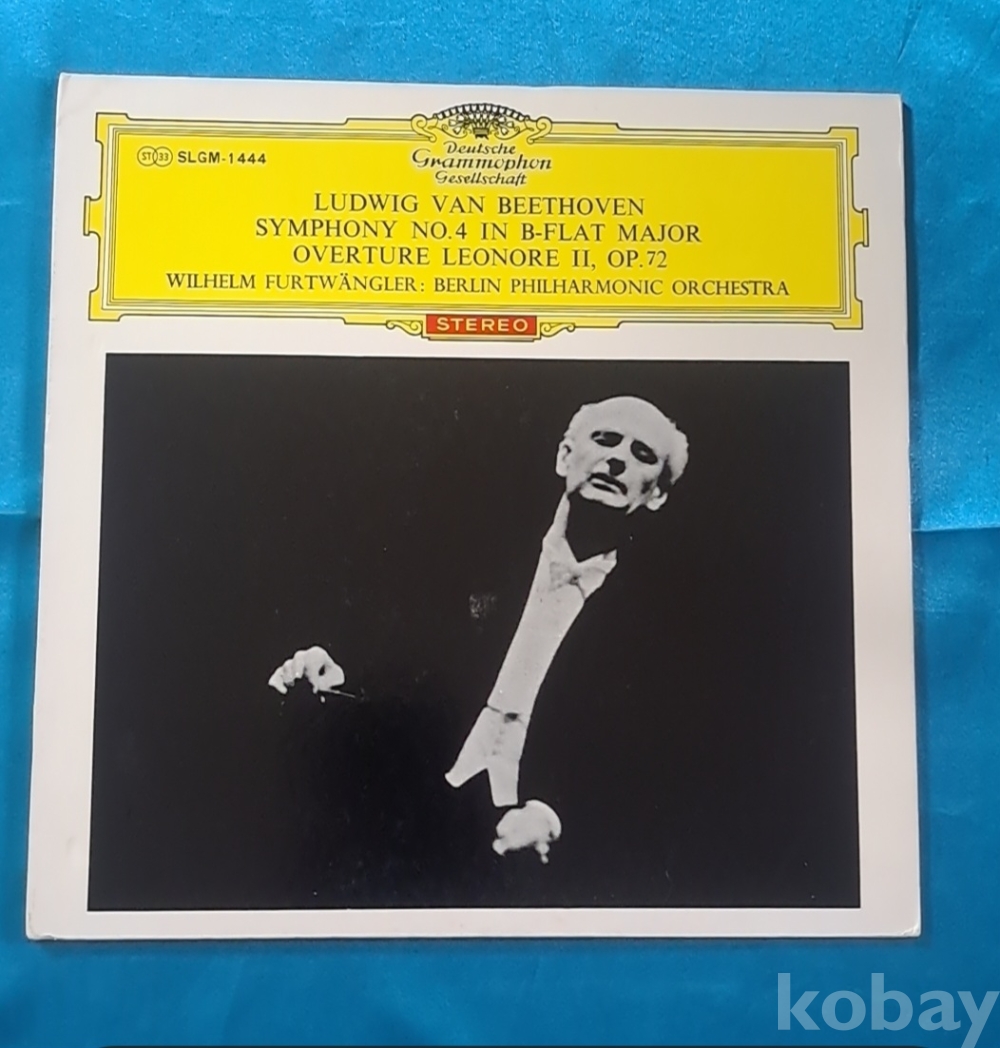 ST 33 SLGM-1444
Deutsche
Grammophon
Gesellschaft
LUDWIG VAN BEETHOVEN
SYMPHONY NO.4 IN B-FLAT MAJOR
OVERTURE LEONORE II, OP.72
WILHELM FURTWÄNGLER: BERLIN PHILHARMONIC ORCHESTRA
STEREO
kobay